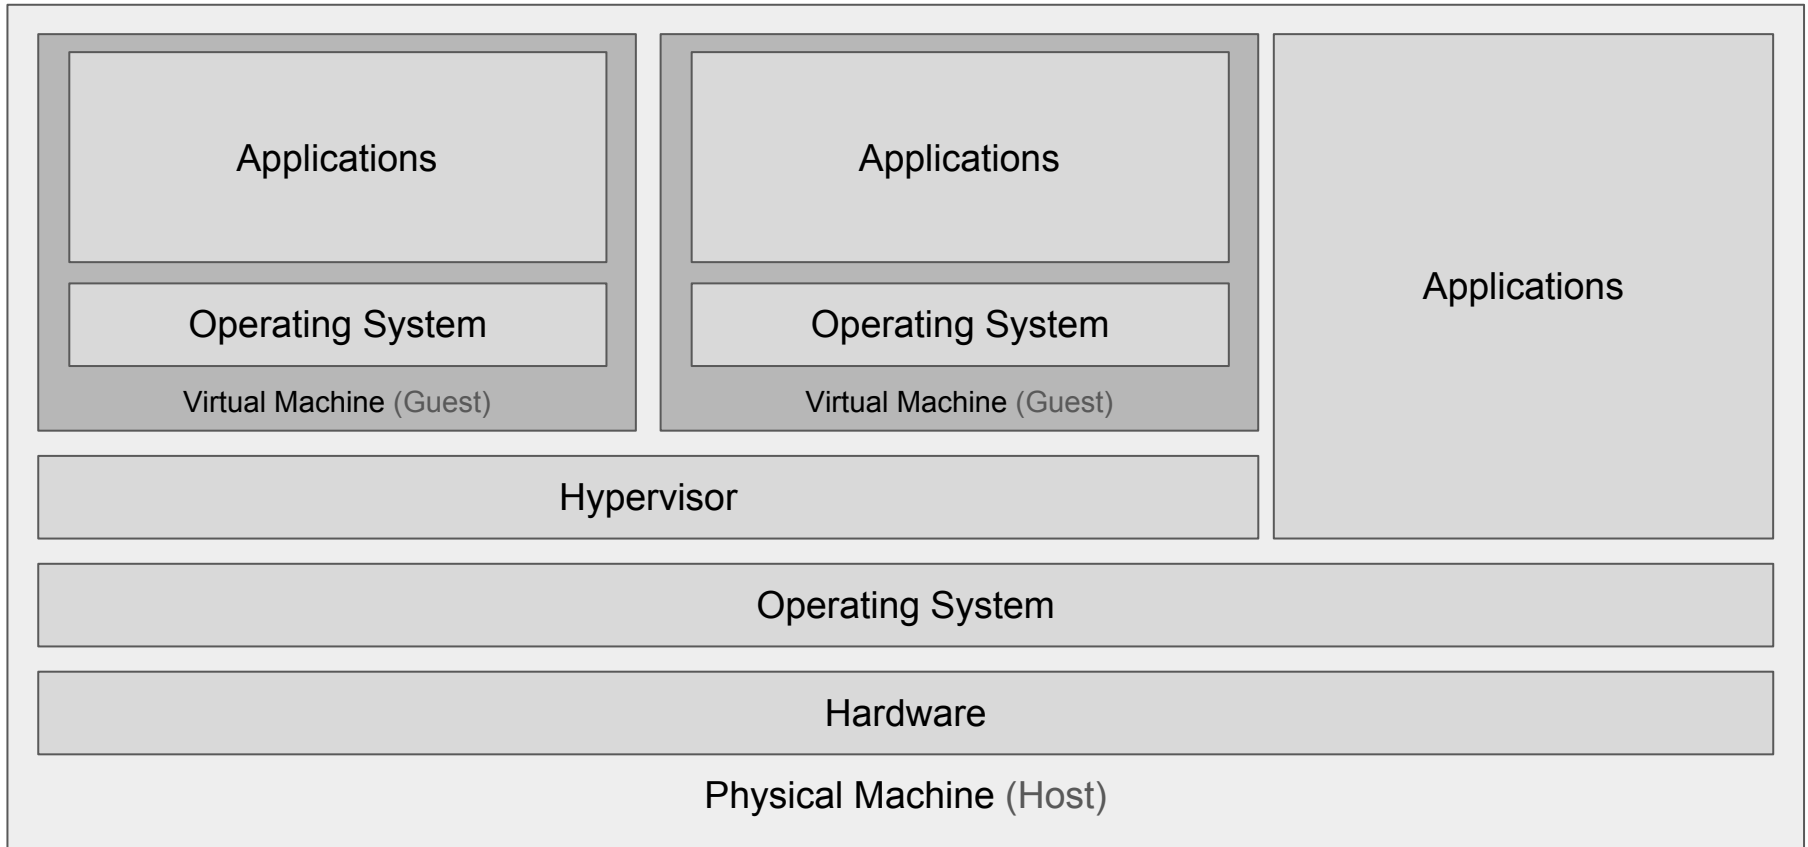 Applications
Operating System
Virtual Machine (Guest)
Applications
Operating System
Virtual Machine (Guest)
Applications
Hypervisor
Operating System
Hardware
Physical Machine (Host)